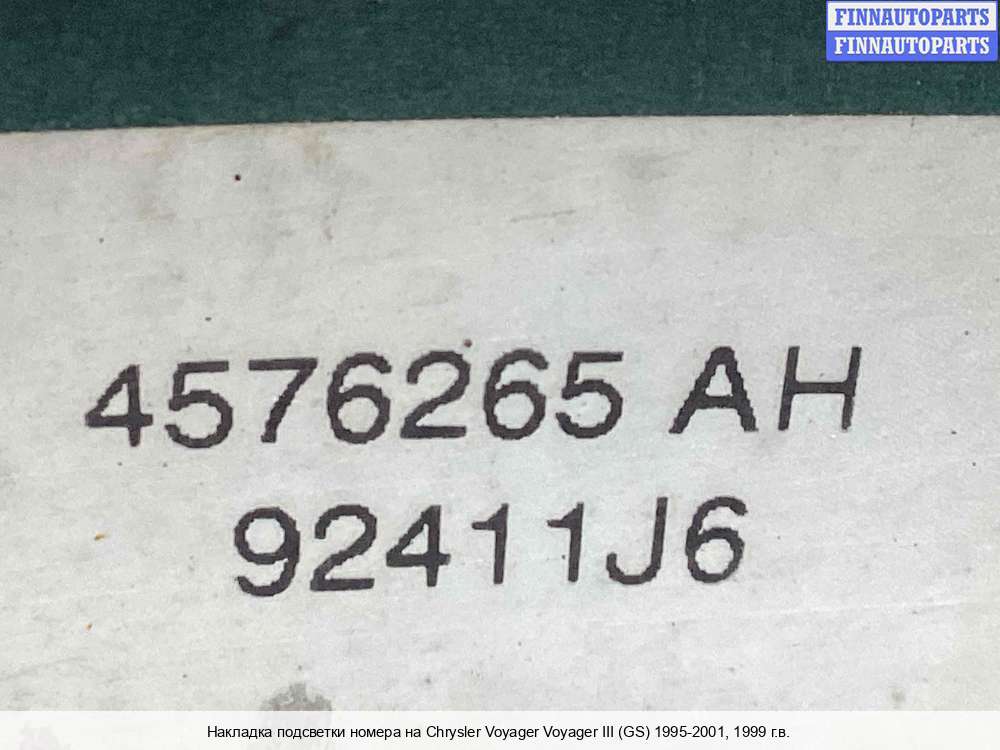 FINNAUTOPARTS
FINNAUTOPARTS
4576265 AH
92411J6
Накладка подсветки номера на Chrysler Voyager Voyager III (GS) 1995-2001, 1999 г.в.